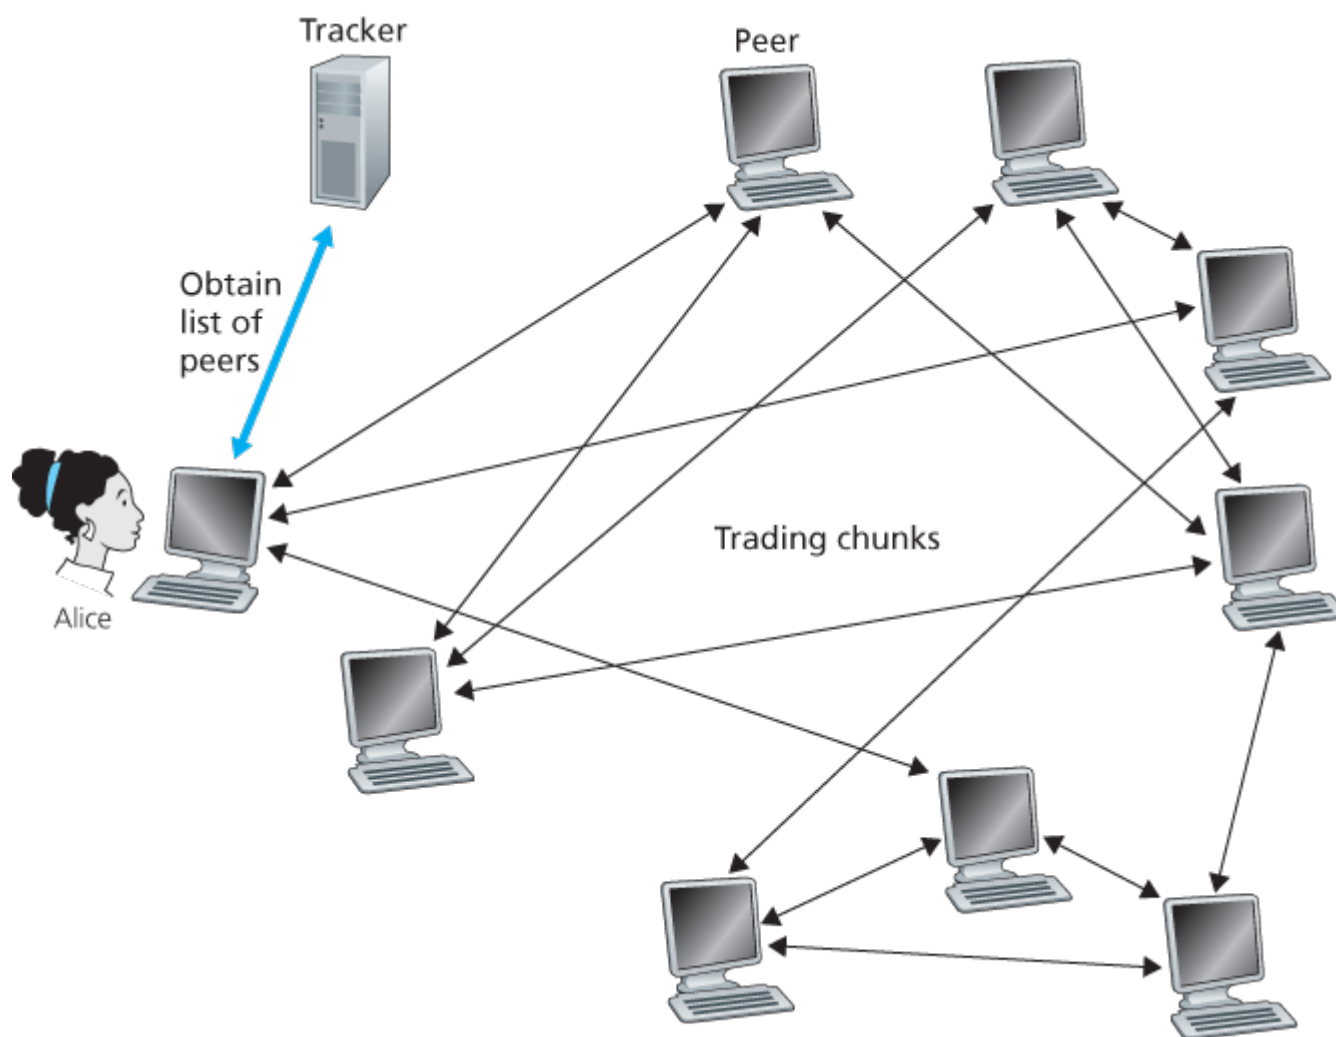 Tracker
Peer
Obtain
list of
peers
Trading chunks
Alice